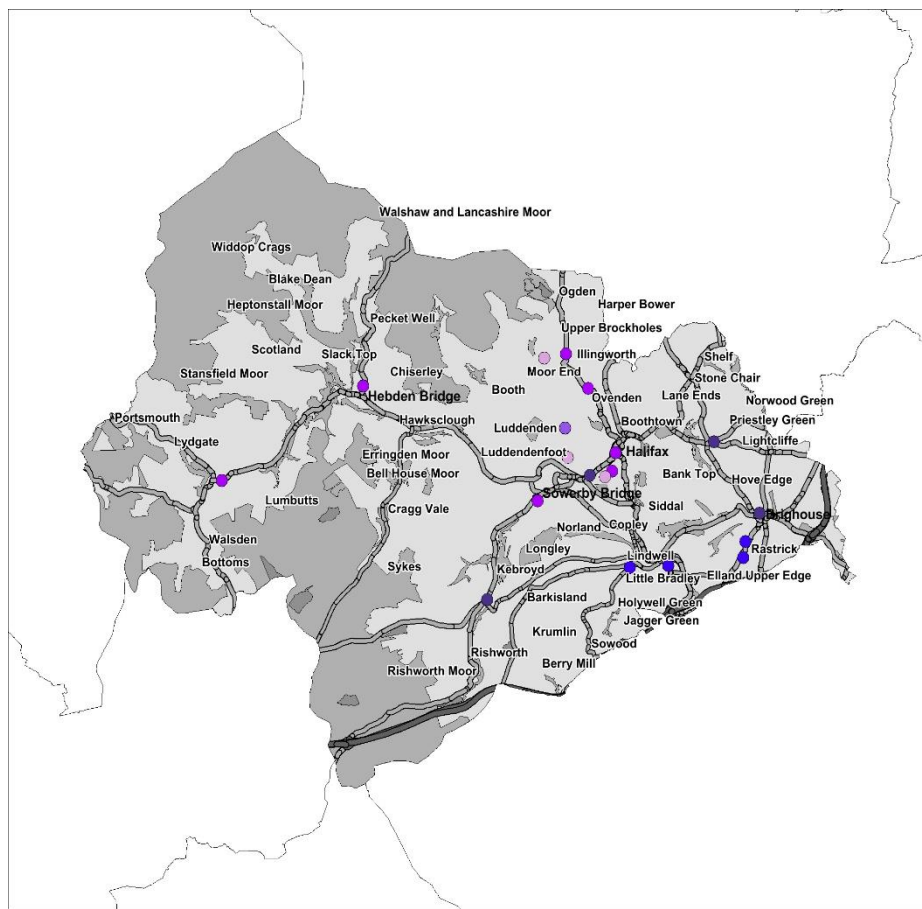 Walshaw and Lancashire Moor
Widdop Crags
Blake Dean
Ogden
Heptonstall Moor
Harper Bower
Pecket Well
Upper Brockholes
Scotland
Slack Top
Illingworth
Shelf
Stansfield Moor
Chiserley
Moor End
Stone Chair
Booth
Hebden Bridge
Ovenden
Lane Ends
Norwood Green
Portsmouth
Hawksclough
Luddenden
Boothtown
Priestley Green
Lydgate
Lightcliffe
Erringden Moor
Luddendenfoot
Halifax
Bell House Moor
Bank Top
Hove Edge
Lumbutts
Sowerby Bridge
Cragg Vale
Siddal
Brighouse
Norland
Copley
Walsden
Longley
Lindwell
Rastrick
Bottoms
Sykes
Kebroyd
Little Bradley
Elland Upper Edge
Barkisland
Holywell Green
Jagger Green
Krumlin
Rishworth
Sowood
Rishworth Moor
Berry Mill